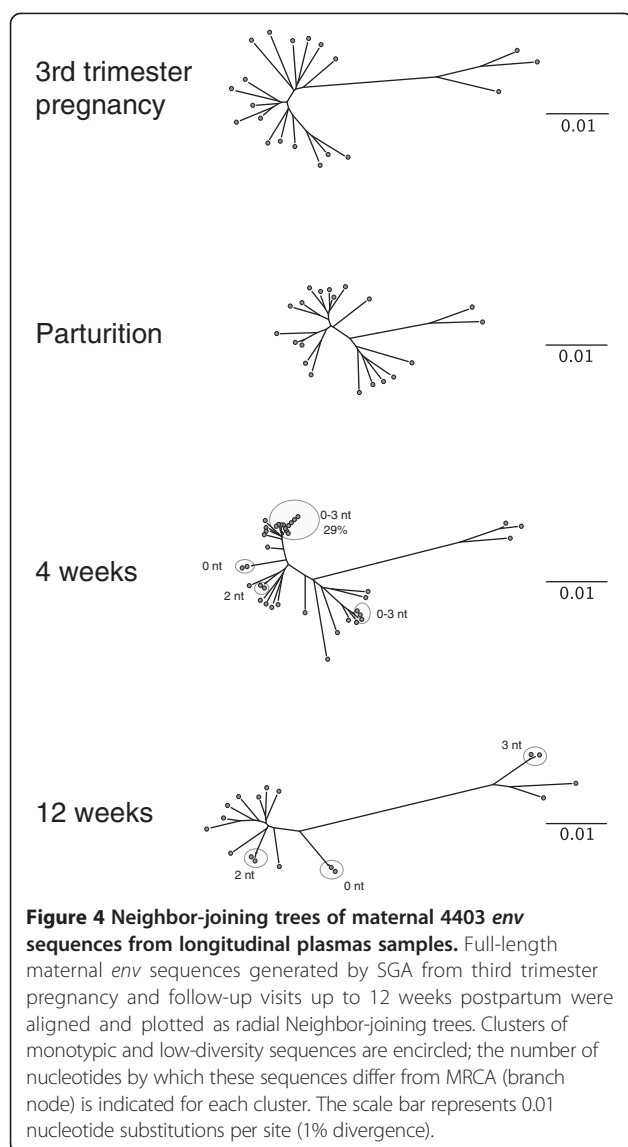 3rd trimester
pregnancy
0.01
Parturition
0.01
4 weeks
0-3 nt
29%
0 nt
2 nt
0-3 nt
0.01
12 weeks
3 nt
0.01
2 nt
0 nt
Figure 4 Neighbor-joining trees of maternal 4403 env
sequences from longitudinal plasmas samples. Full-length
maternal env sequences generated by SGA from third trimester
pregnancy and follow-up visits up to 12 weeks postpartum were
aligned and plotted as radial Neighbor-joining trees. Clusters of
monotypic and low-diversity sequences are encircled; the number of
nucleotides by which these sequences differ from MRCA (branch
node) is indicated for each cluster. The scale bar represents 0.01
nucleotide substitutions per site (1% divergence).